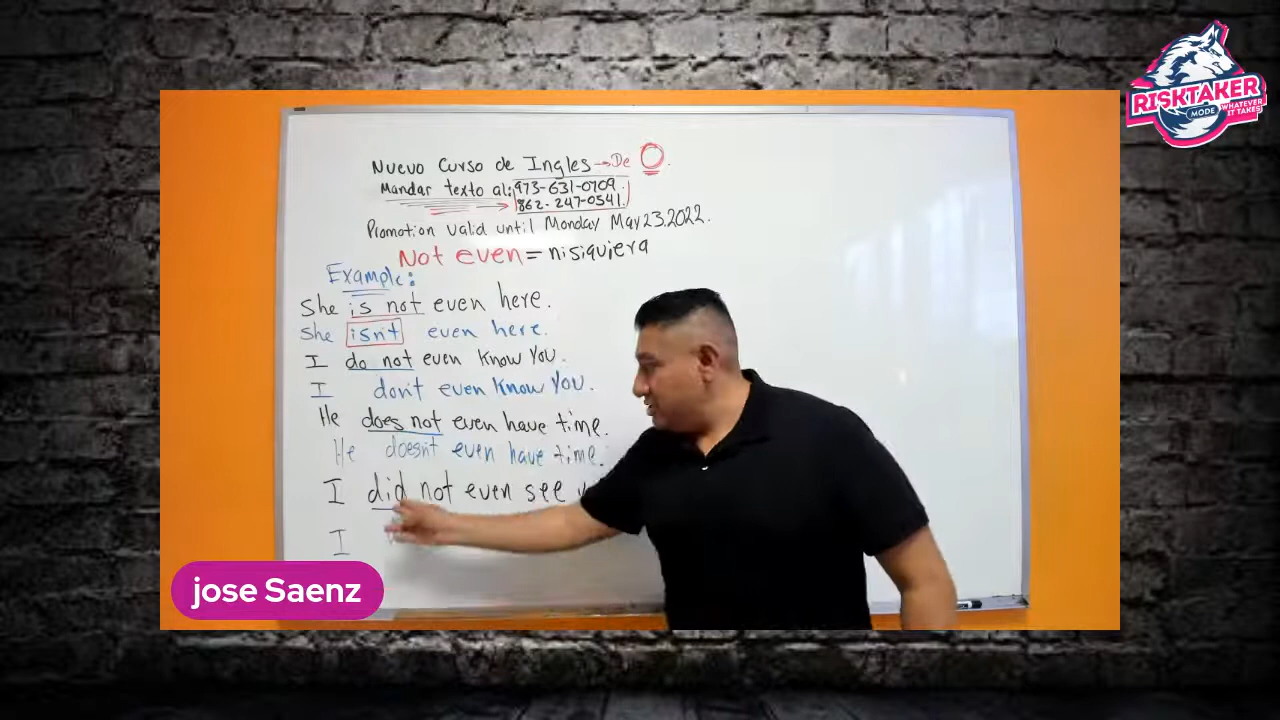 Nuevo Curso de Ingles → De 0.
Mandar texto al: 973-631-0709.
862-247-0541.
Promotion valid until Monday May 23.2022.
Not even = nisiquiera
Example:
She is not even here.
She isn't even here.
I do not even know you.
I don't even know you.
He does not even have time.
He doesn't even have time.
I did not even see
I
jose Saenz
RISKTAKER
MODE
WHATEVER
IT TAKES!